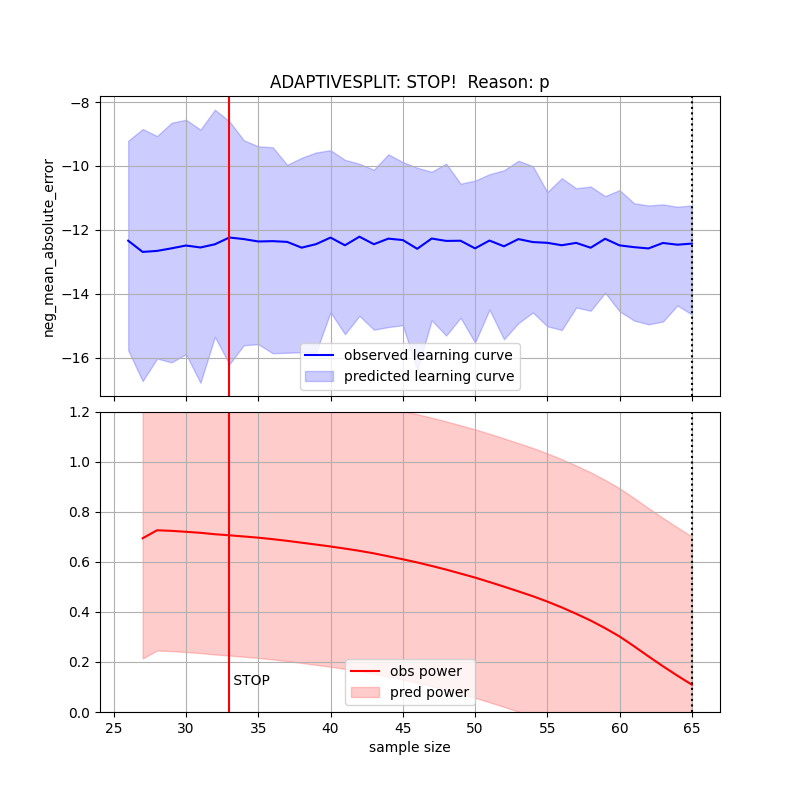 ADAPTIVESPLIT: STOP!  Reason: p
neg_mean_absolute_error
−8
−10
−12
−14
−16
observed learning curve
predicted learning curve
1.2
1.0
0.8
0.6
0.4
0.2
0.0
STOP
obs power
pred power
25 30 35 40 45 50 55 60 65
sample size